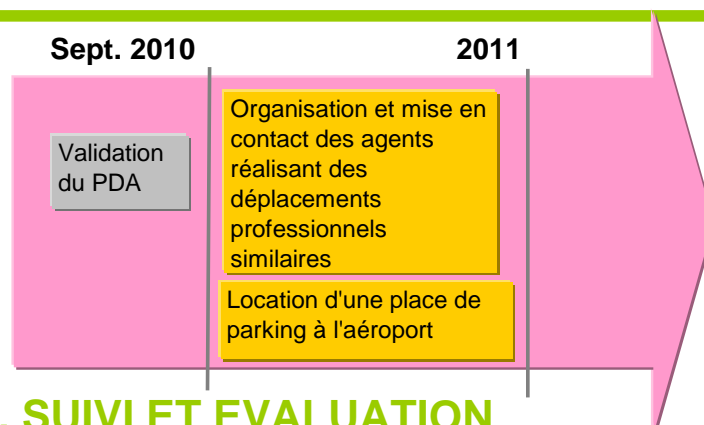 Sept. 2010
2011
Validation
du PDA
Organisation et mise en
contact des agents
réalisant des
déplacements
professionnels
similaires
Location d'une place de
parking à l'aéroport
. SUIVI ET EVALUATION